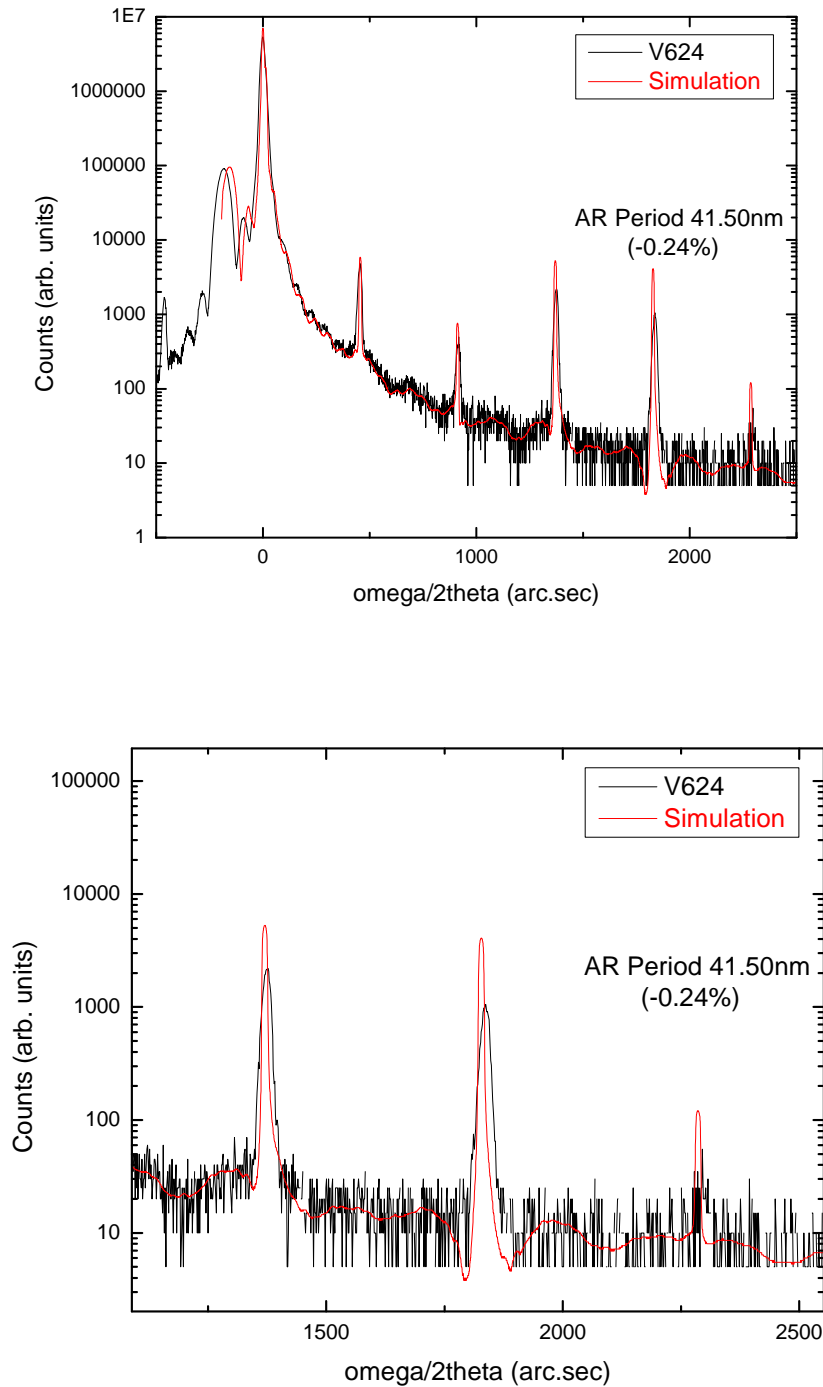 1E7
1000000
100000
10000
1000
100
10
1
Counts (arb. units)
V624
Simulation
AR Period 41.50nm
(-0.24%)
0
1000
2000
omega/2theta (arc.sec)
100000
10000
1000
100
10
Counts (arb. units)
V624
Simulation
AR Period 41.50nm
(-0.24%)
1500
2000
2500
omega/2theta (arc.sec)